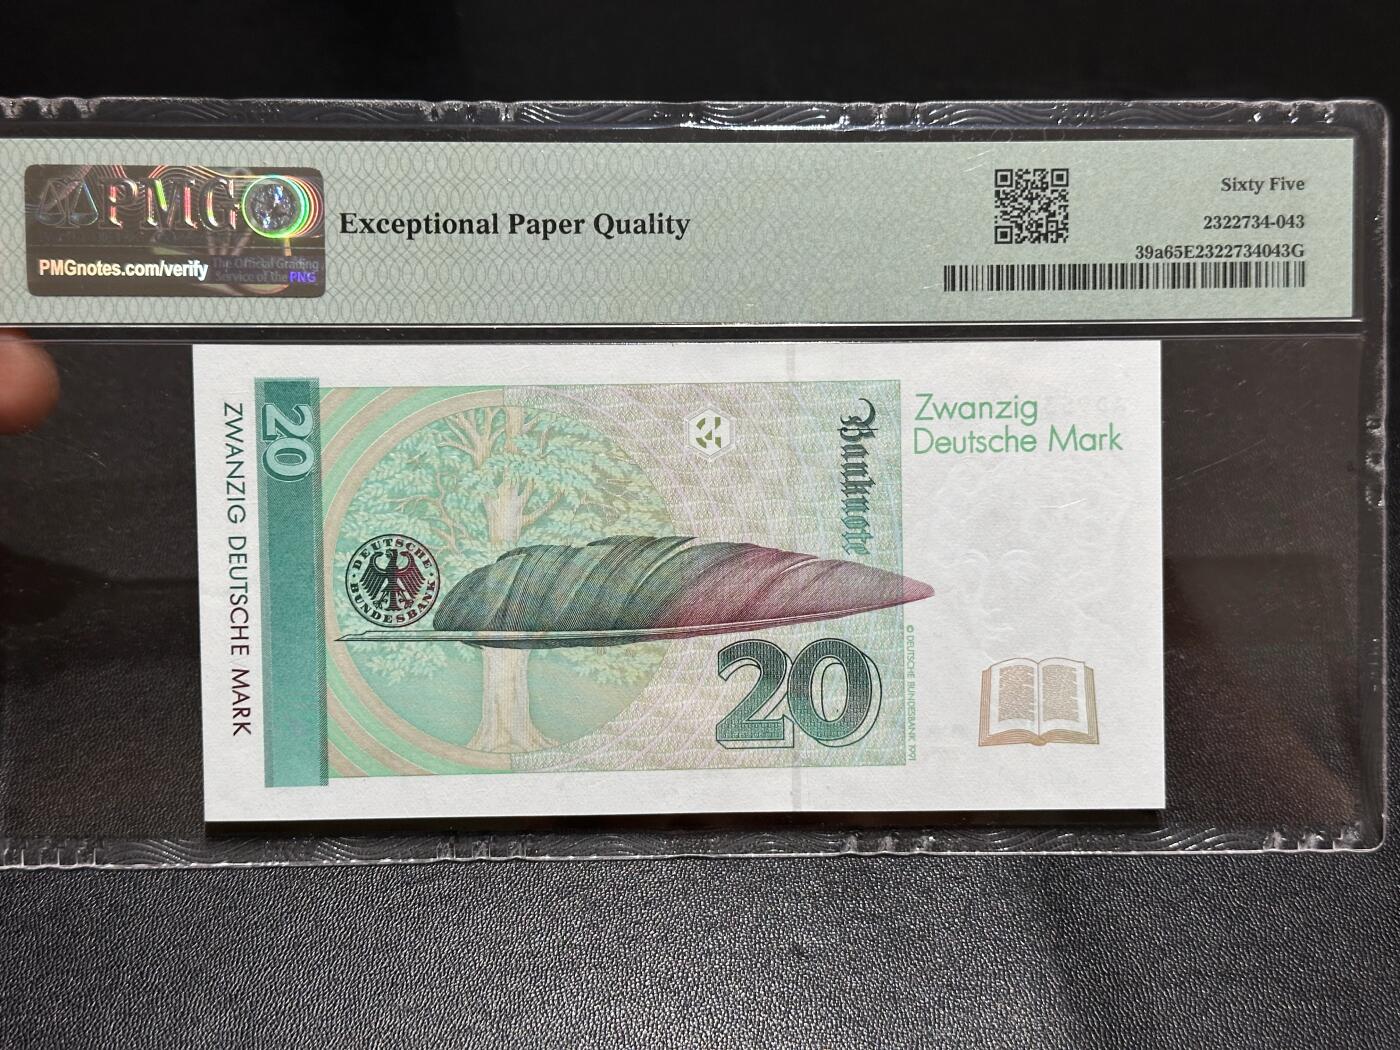 PMG
PMGnotes.com/verify
The Official Grading
Service of the PNG
Exceptional Paper Quality
Sixty Five
2322734-043
39a65E2322734043G
20
ZWANZIG DEUTSCHE MARK
DEUTSCHE BUNDESBANK
Banknote
Zwanzig
Deutsche Mark
20
© DEUTSCHE BUNDESBANK 1991